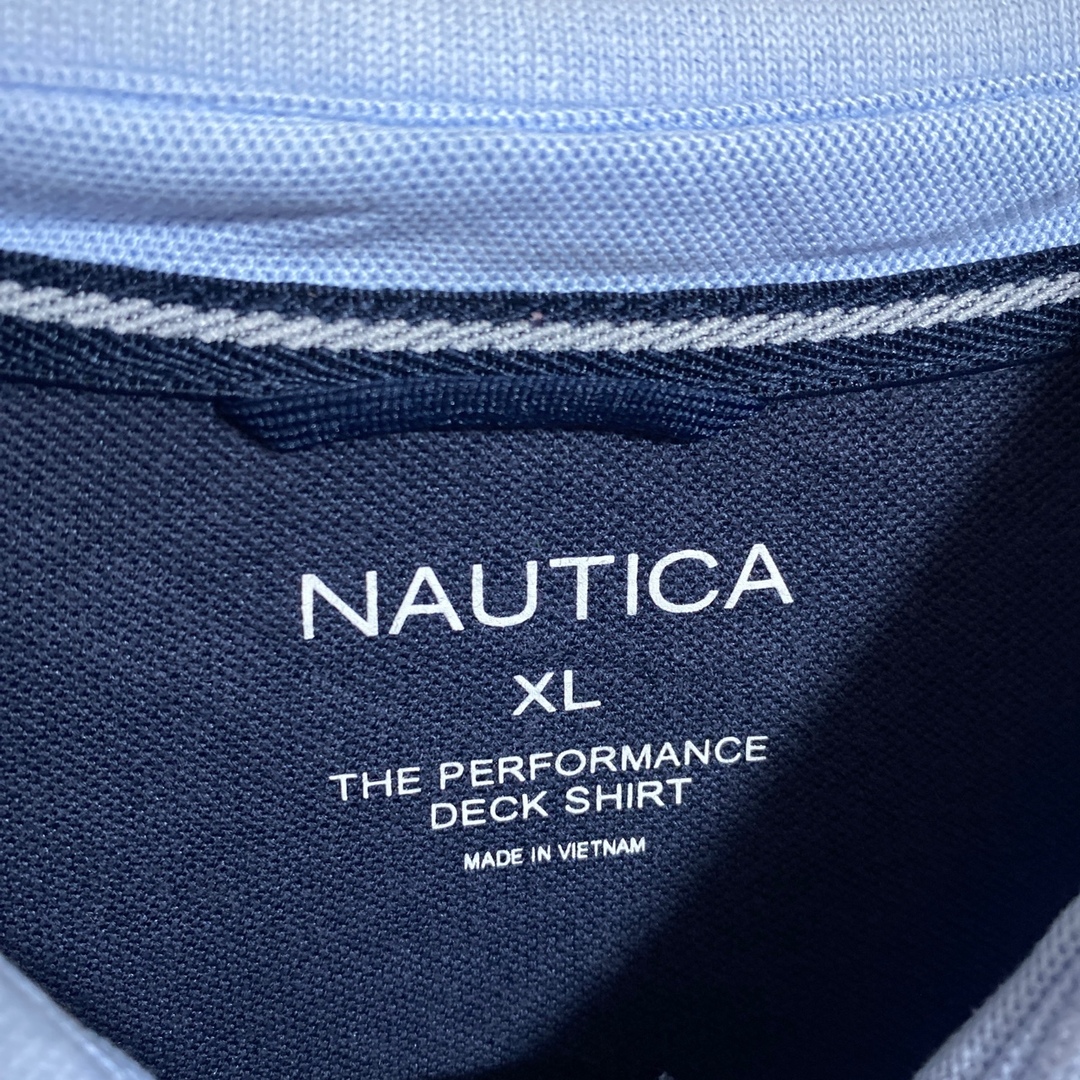 NAUTICA
XL
THE PERFORMANCE
DECK SHIRT
MADE IN VIETNAM